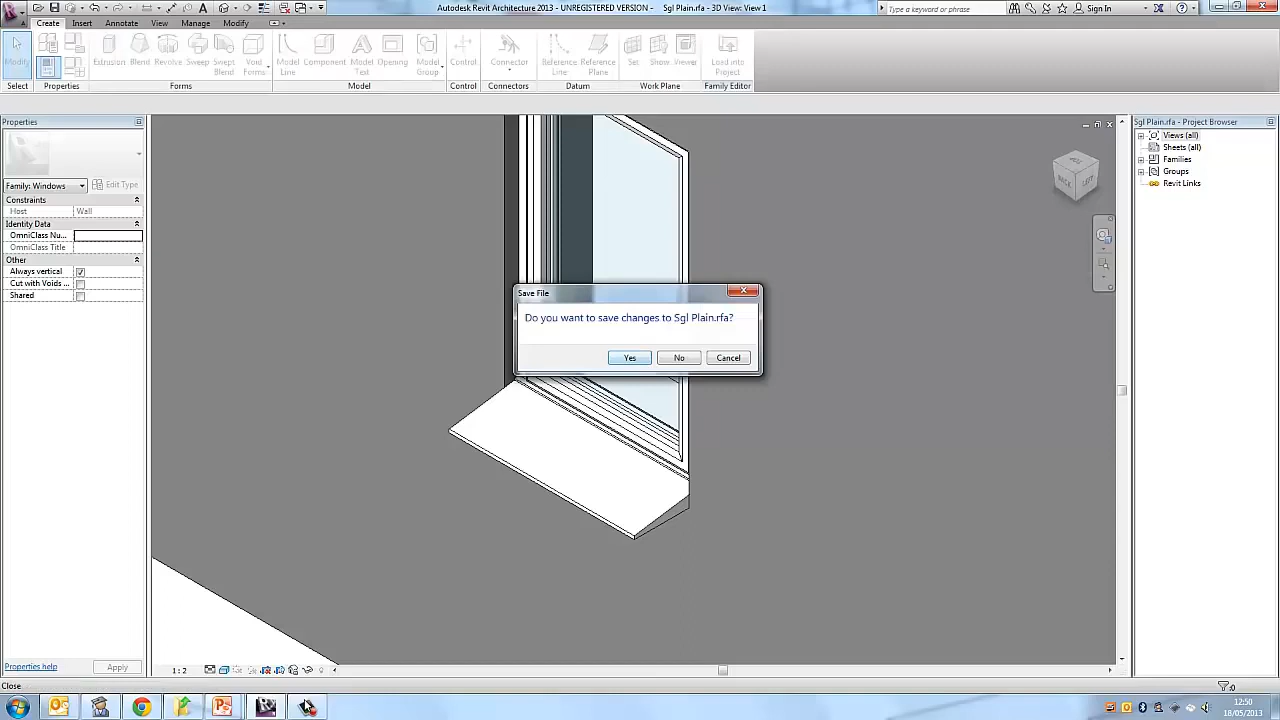 Autodesk Revit Architecture 2013 - UNREGISTERED VERSION - Sgl Plain.rfa - 3D View: View 1
Type a keyword or phrase
Sign In
Create Insert Annotate View Manage Modify
Modify
Extrusion Blend Revolve Sweep Swept Blend Void Forms
Model Line Component Model Text Opening Model Group
Control Connector Reference Line Reference Plane
Set Show Viewer Load into Project
Select Properties Forms Model Control Connectors Datum Work Plane Family Editor
Properties
Family: Windows Edit Type
Constraints
Host Wall
Identity Data
OmniClass Nu...
OmniClass Title
Other
Always vertical
Cut with Voids ...
Shared
Properties help Apply
Save File
Do you want to save changes to Sgl Plain.rfa?
Yes No Cancel
BACK LEFT
Sgl Plain.rfa - Project Browser
Views (all)
Sheets (all)
Families
Groups
Revit Links
1 : 2
Close
:0
12:50
18/05/2013